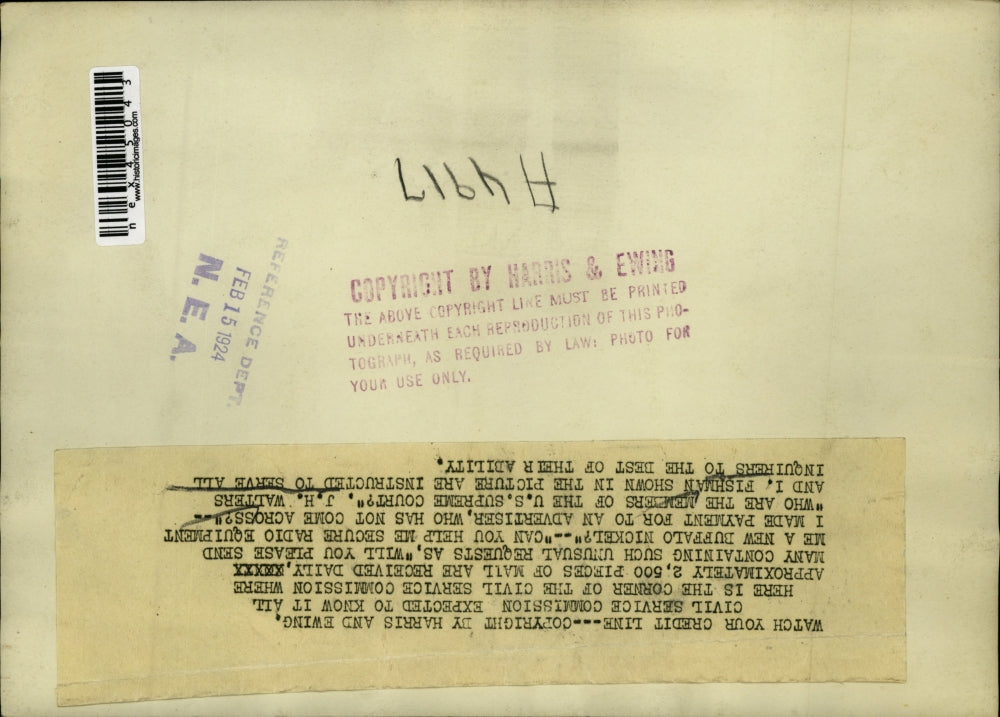 nex45043
www.historicimages.com
A4917
REFERENCE DEPT.
FEB 15 1924
N. E. A.
COPYRIGHT BY HARRIS & EWING
THE ABOVE COPYRIGHT LINE MUST BE PRINTED
UNDERNEATH EACH REPRODUCTION OF THIS PHO-
TOGRAPH, AS REQUIRED BY LAW: PHOTO FOR
YOUR USE ONLY.
WATCH YOUR CREDIT LINE---COPYRIGHT BY HARRIS AND EWING.
CIVIL SERVICE COMMISSION EXPECTED TO KNOW IT ALL
HERE IS THE CORNER OF THE CIVIL SERVICE COMMISSION WHERE
APPROXIMATELY 2,500 PIECES OF MAIL ARE RECEIVED DAILY, XXXXXX
MANY CONTAINING SUCH UNUSUAL REQUESTS AS, "WILL YOU PLEASE SEND
ME A NEW BUFFALO NICKEL?"--"CAN YOU HELP ME SECURE RADIO EQUIPMENT
I MADE PAYMENT FOR TO AN ADVERTISER, WHO HAS NOT COME ACROSS?"--
"WHO ARE THE MEMBERS OF THE U.S. SUPREME COURT?". J.H. WALTERS
AND I. FISHMAN SHOWN IN THE PICTURE ARE INSTRUCTED TO SERVE ALL
INQUIRERS TO THE BEST OF THEIR ABILITY.